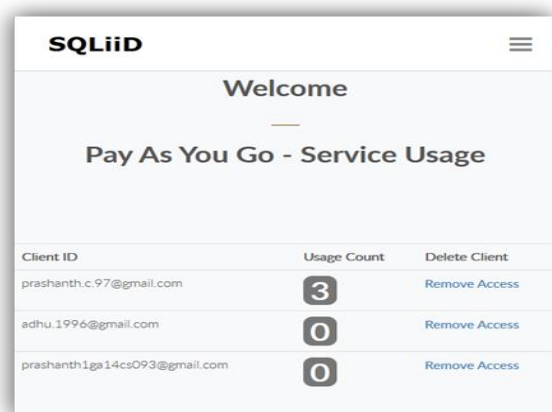 SQLiiD
Welcome
Pay As You Go - Service Usage
Client ID Usage Count Delete Client
prashanth.c.97@gmail.com 3 Remove Access
adhu.1996@gmail.com 0 Remove Access
prashanth1ga14cs093@gmail.com 0 Remove Access